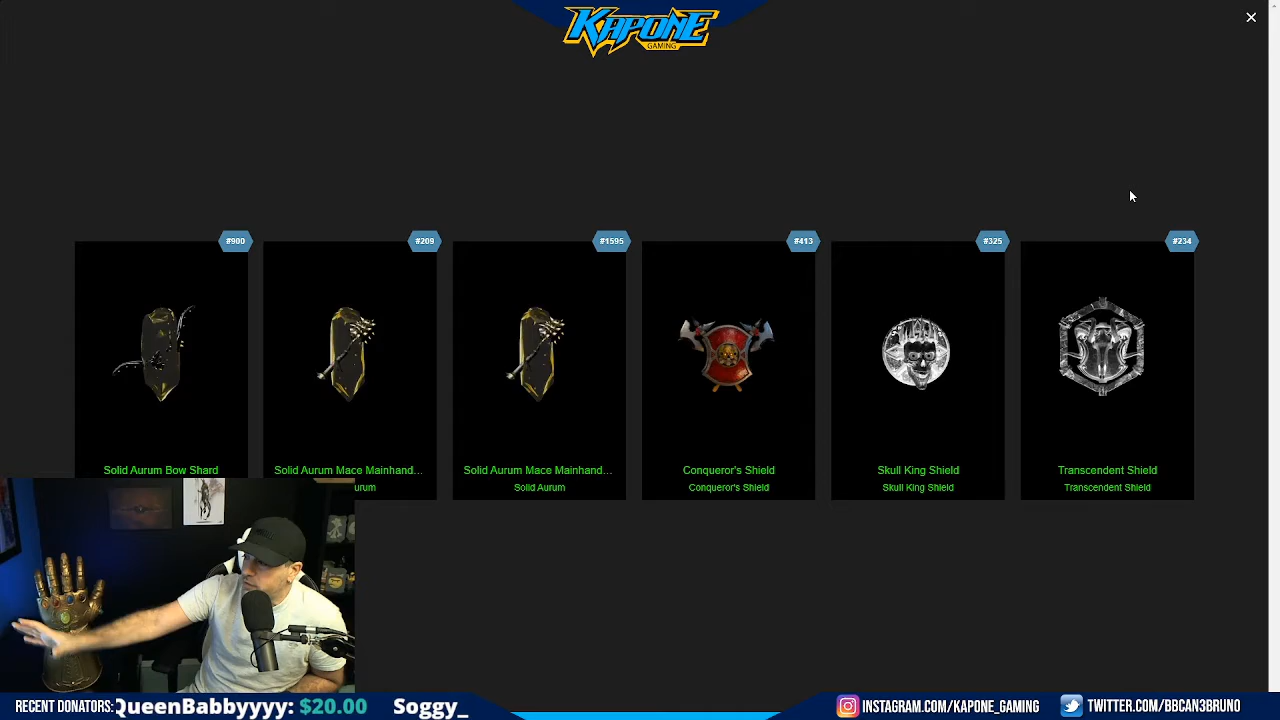 KAPONE
GAMING
#900
#209
#1595
#413
#325
#234
Solid Aurum Bow Shard
Solid Aurum Mace Mainhand...
Solid Aurum Mace Mainhand...
Conqueror's Shield
Skull King Shield
Transcendent Shield
urum
Solid Aurum
Conqueror's Shield
Skull King Shield
Transcendent Shield
RECENT DONATORS: QueenBabbyyyy: $20.00 Soggy_
INSTAGRAM.COM/KAPONE_GAMING
TWITTER.COM/BBCAN3BRUNO